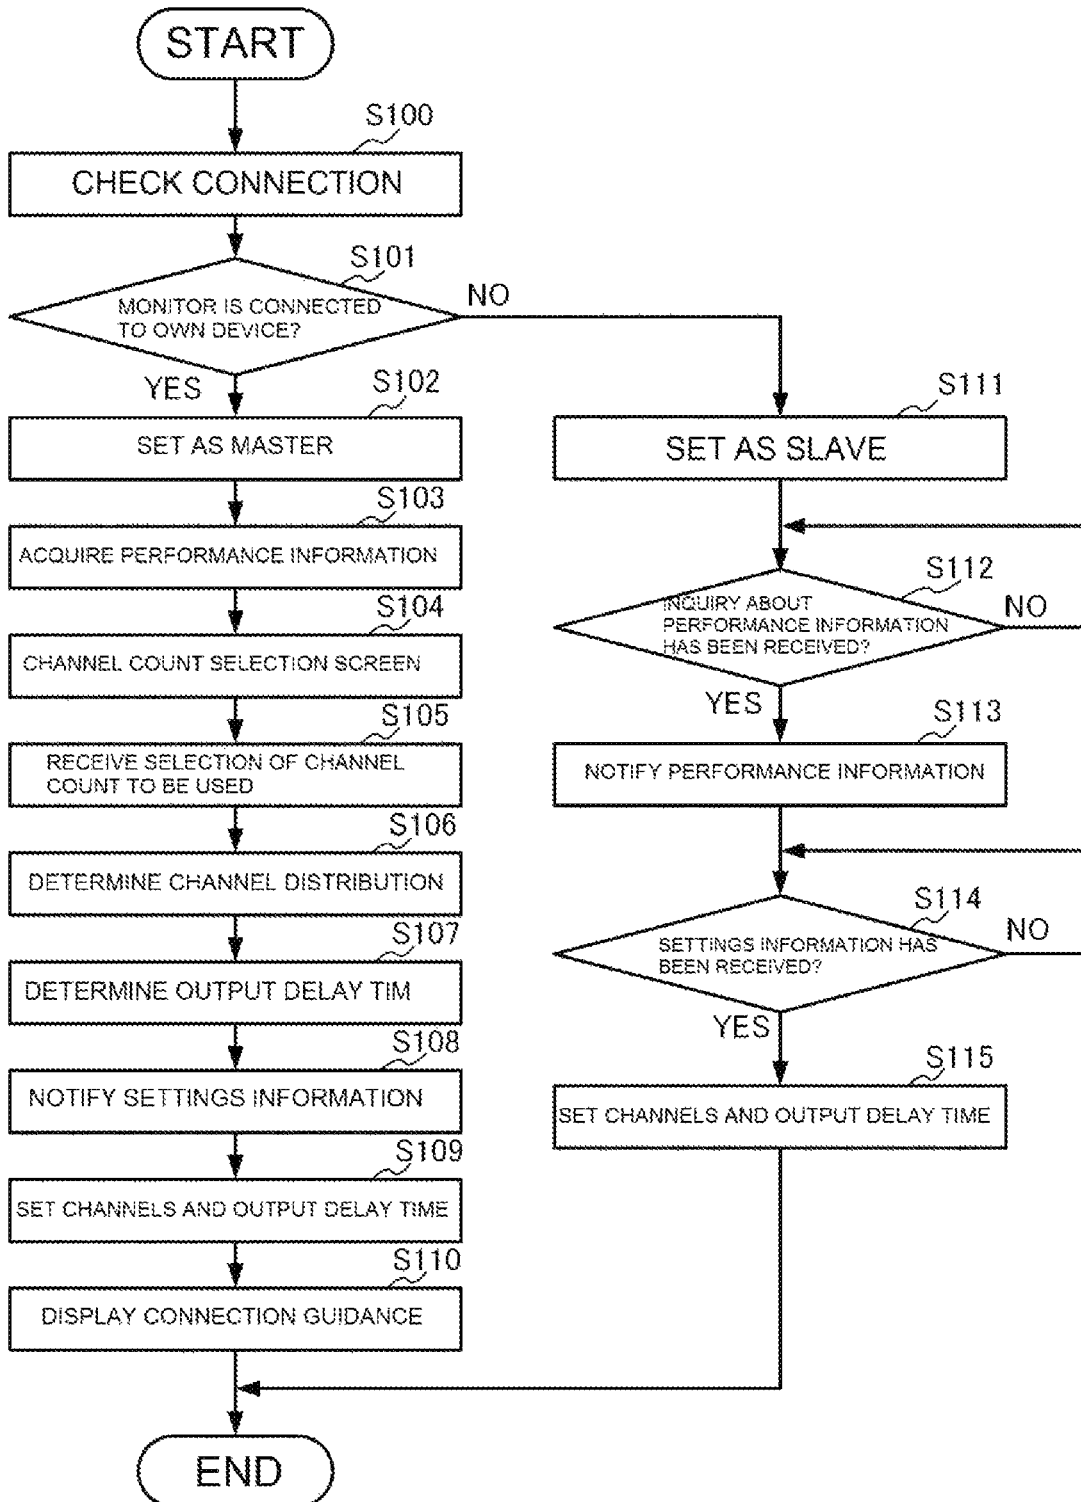 START
S100
CHECK CONNECTION
S101
MONITOR IS CONNECTED
TO OWN DEVICE?
NO
YES
S102
SET AS MASTER
S103
ACQUIRE PERFORMANCE INFORMATION
S104
CHANNEL COUNT SELECTION SCREEN
S105
RECEIVE SELECTION OF CHANNEL
COUNT TO BE USED
S106
DETERMINE CHANNEL DISTRIBUTION
S107
DETERMINE OUTPUT DELAY TIM
S108
NOTIFY SETTINGS INFORMATION
S109
SET CHANNELS AND OUTPUT DELAY TIME
S110
DISPLAY CONNECTION GUIDANCE
S111
SET AS SLAVE
S112
INQUIRY ABOUT
PERFORMANCE INFORMATION
HAS BEEN RECEIVED?
NO
YES
S113
NOTIFY PERFORMANCE INFORMATION
S114
SETTINGS INFORMATION HAS
BEEN RECEIVED?
NO
YES
S115
SET CHANNELS AND OUTPUT DELAY TIME
END